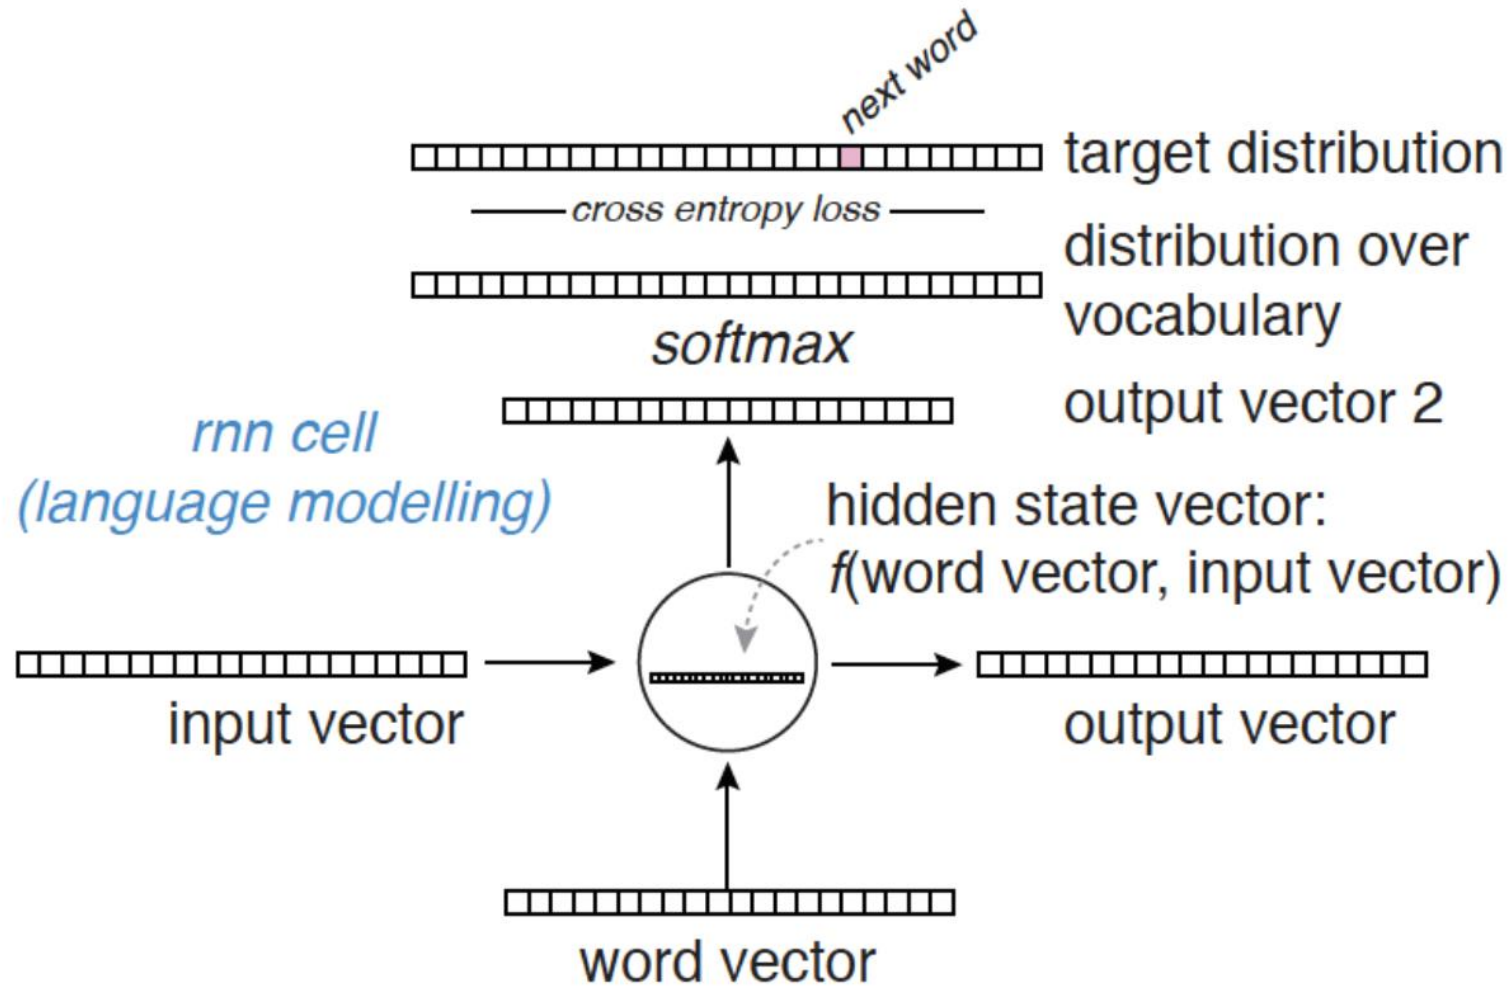 next word
target distribution
cross entropy loss
distribution over
vocabulary
softmax
output vector 2
rnn cell
(language modelling)
hidden state vector:
f(word vector, input vector)
input vector
output vector
word vector